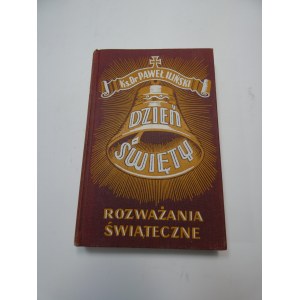 Ks. Dr PAWEŁ ILIŃSKI
DZIEŃ
ŚWIĘTY
ROZWAŻANIA
ŚWIĄTECZNE